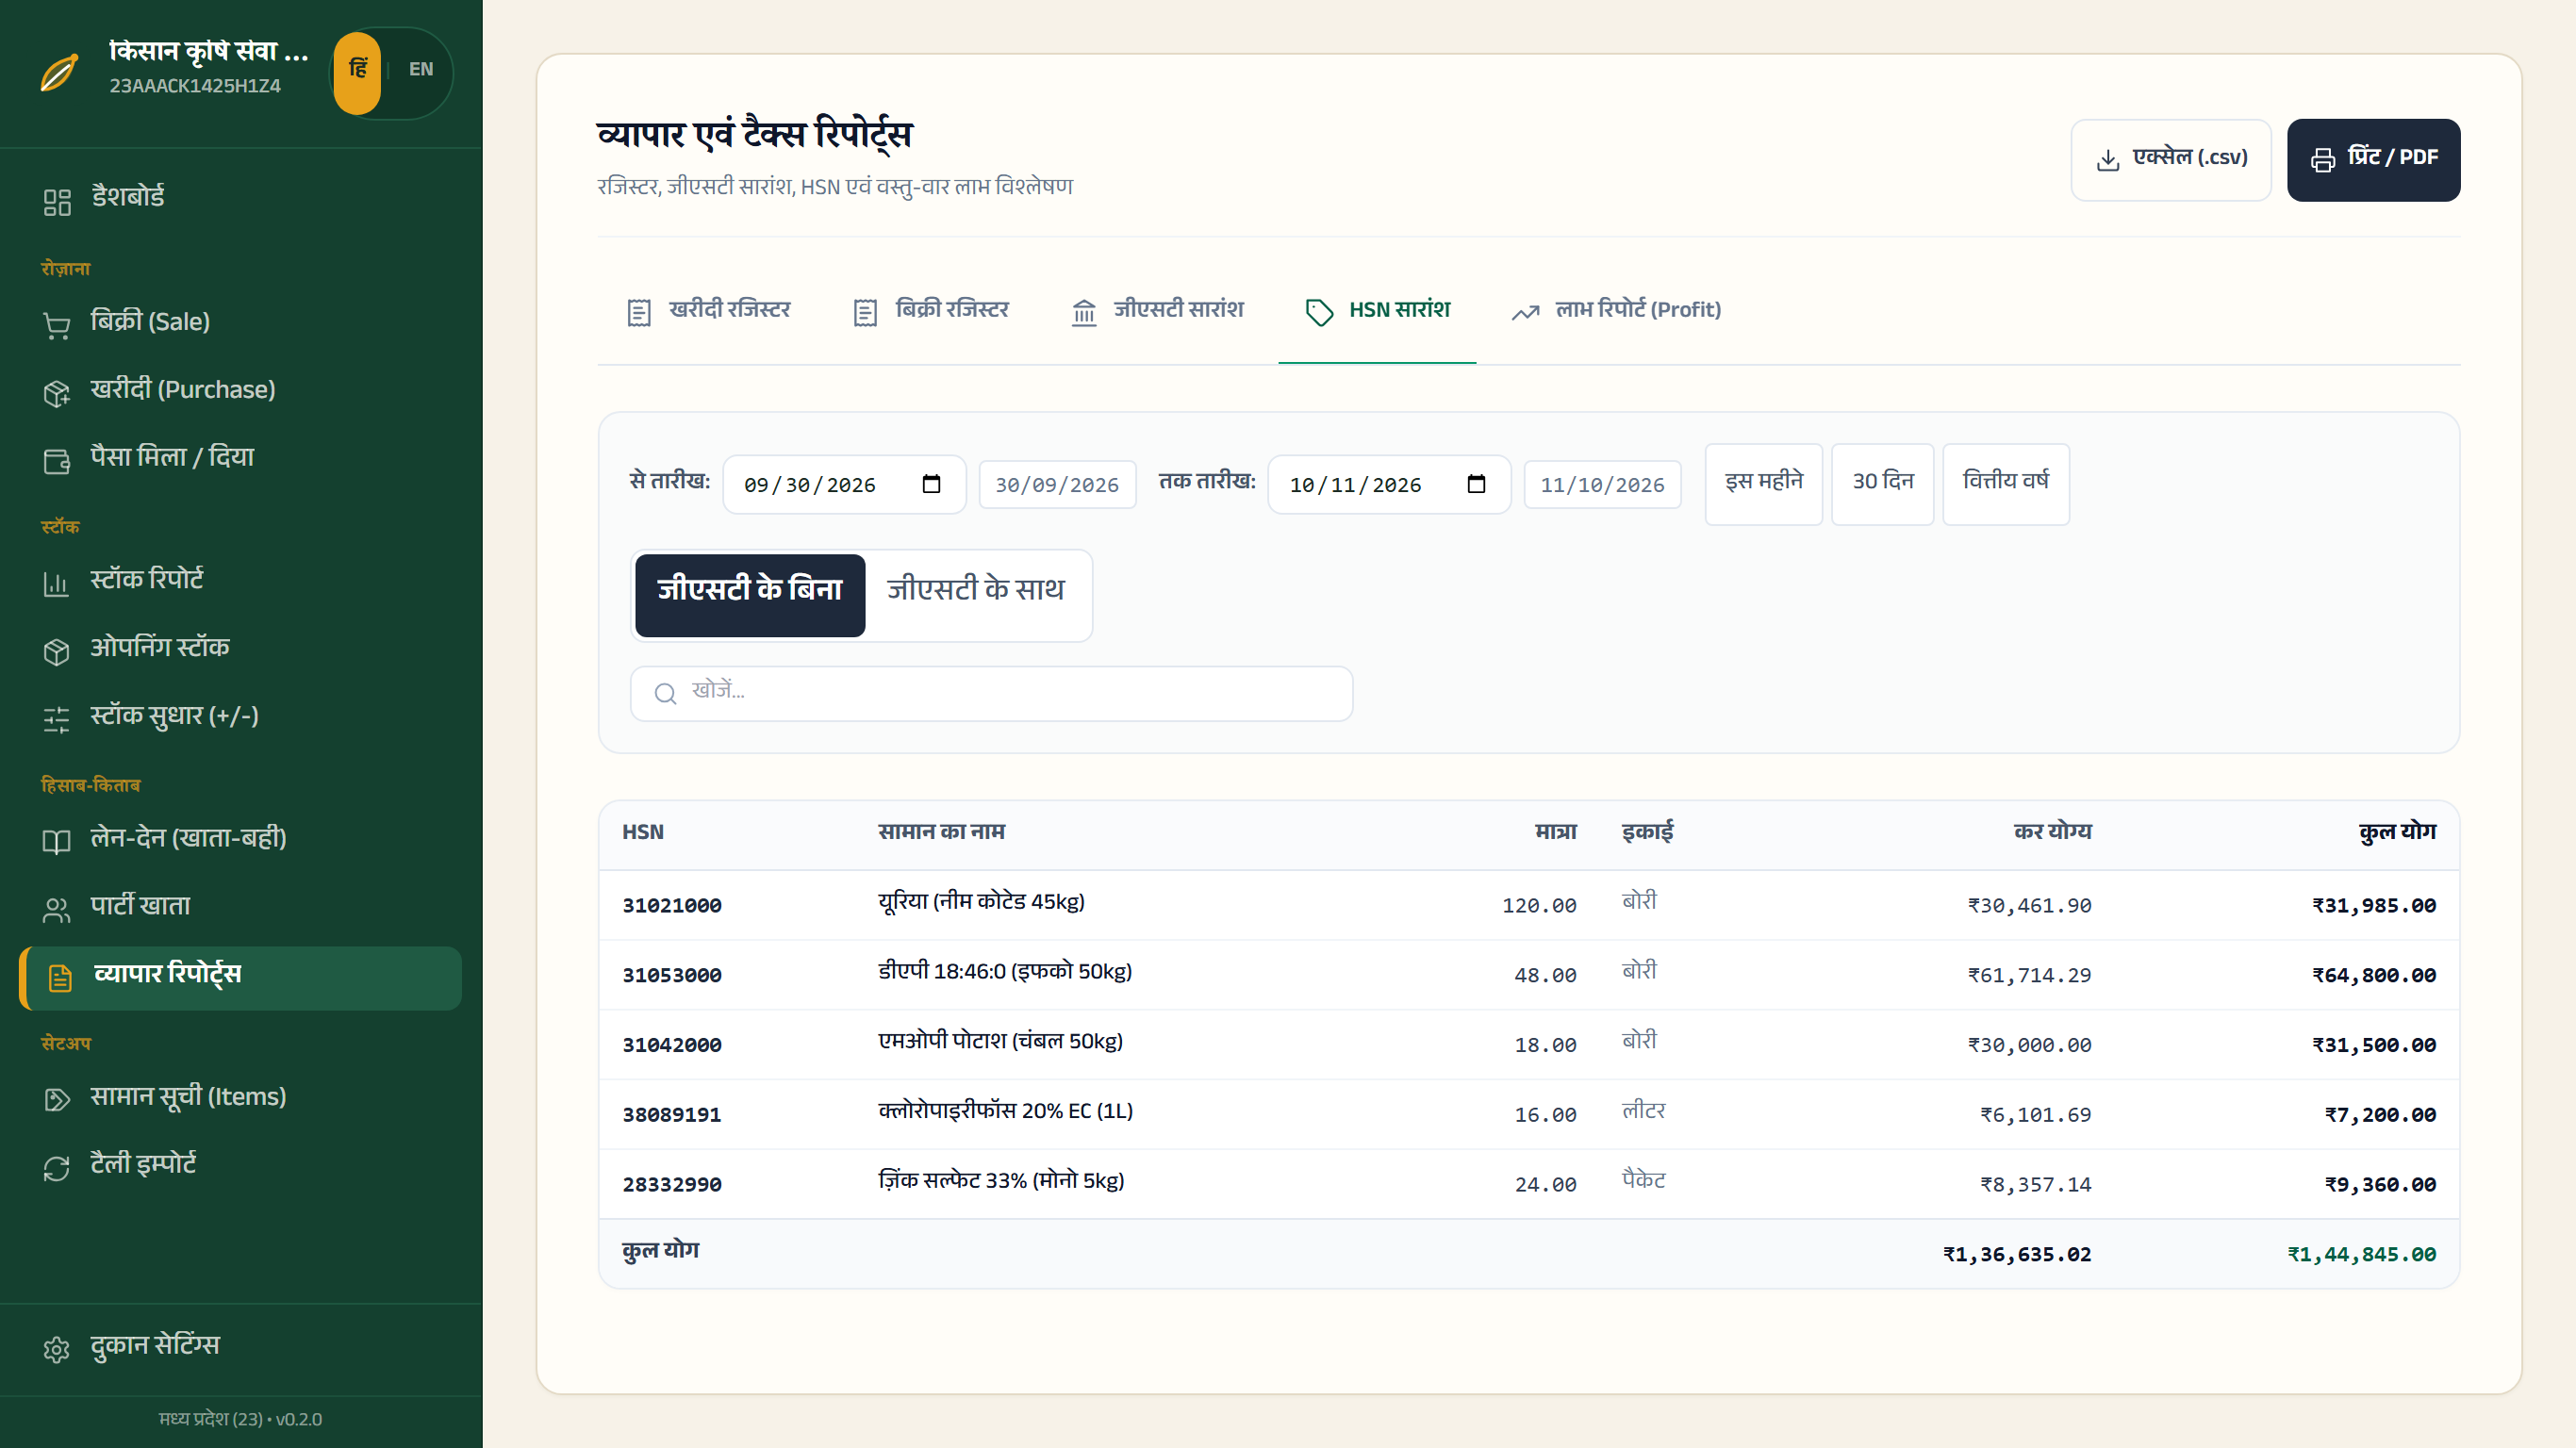 किसान कृषि सेवा ...
23AAACK1425H1Z4
हिं | EN
डैशबोर्ड
रोज़ाना
बिक्री (Sale)
खरीदी (Purchase)
पैसा मिला / दिया
स्टॉक
स्टॉक रिपोर्ट
ओपनिंग स्टॉक
स्टॉक सुधार (+/-)
हिसाब-किताब
लेन-देन (खाता-बही)
पार्टी खाता
व्यापार रिपोर्ट्स
सेटअप
सामान सूची (Items)
टैली इम्पोर्ट
दुकान सेटिंग्स
मध्य प्रदेश (23) • v0.2.0
व्यापार एवं टैक्स रिपोर्ट्स
रजिस्टर, जीएसटी सारांश, HSN एवं वस्तु-वार लाभ विश्लेषण
एक्सेल (.csv) प्रिंट / PDF
खरीदी रजिस्टर बिक्री रजिस्टर जीएसटी सारांश HSN सारांश लाभ रिपोर्ट (Profit)
से तारीख: 09/30/2026 30/09/2026 तक तारीख: 10/11/2026 11/10/2026 इस महीने 30 दिन वित्तीय वर्ष
जीएसटी के बिना जीएसटी के साथ
खोजें...
HSN सामान का नाम मात्रा इकाई कर योग्य कुल योग
31021000 यूरिया (नीम कोटेड 45kg) 120.00 बोरी ₹30,461.90 ₹31,985.00
31053000 डीएपी 18:46:0 (इफको 50kg) 48.00 बोरी ₹61,714.29 ₹64,800.00
31042000 एमओपी पोटाश (चंबल 50kg) 18.00 बोरी ₹30,000.00 ₹31,500.00
38089191 क्लोरोपाइरीफॉस 20% EC (1L) 16.00 लीटर ₹6,101.69 ₹7,200.00
28332990 ज़िंक सल्फेट 33% (मोनो 5kg) 24.00 पैकेट ₹8,357.14 ₹9,360.00
कुल योग ₹1,36,635.02 ₹1,44,845.00